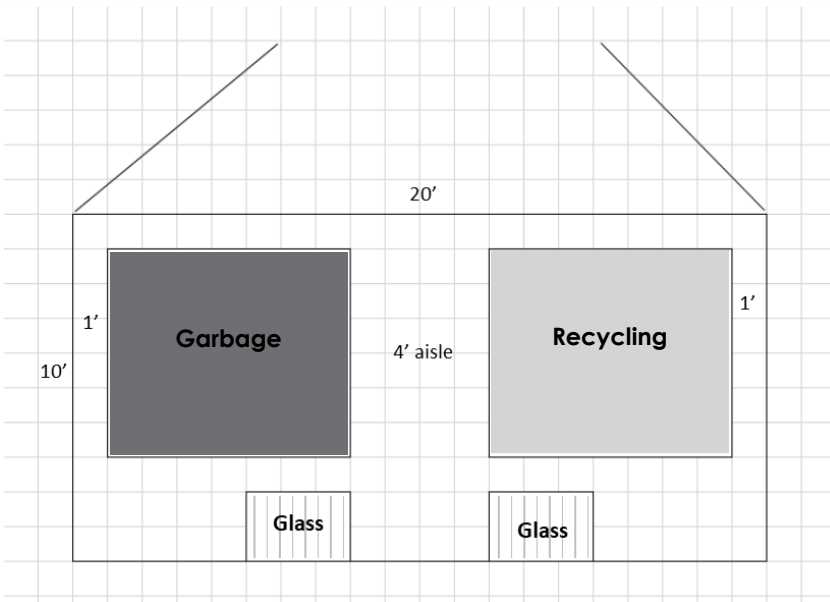 20’
1’
Garbage
Recycling
1’
4’ aisle
10’
Glass
Glass